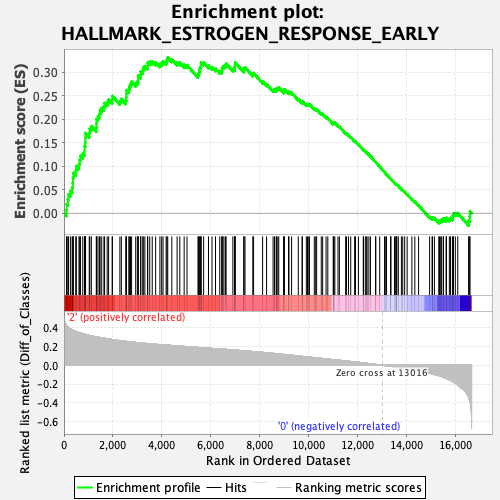 Enrichment plot:
HALLMARK_ESTROGEN_RESPONSE_EARLY
Enrichment score (ES)
0.30
0.25
0.20
0.15
0.10
0.05
0.00
'2' (positively correlated)
Zero cross at 13016
'0' (negatively correlated)
Ranked list metric (Diff_of_Classes)
0.4
0.2
0.0
-0.2
-0.4
-0.6
0
2,000
4,000
6,000
8,000
10,000
12,000
14,000
16,000
Rank in Ordered Dataset
Enrichment profile
Hits
Ranking metric scores